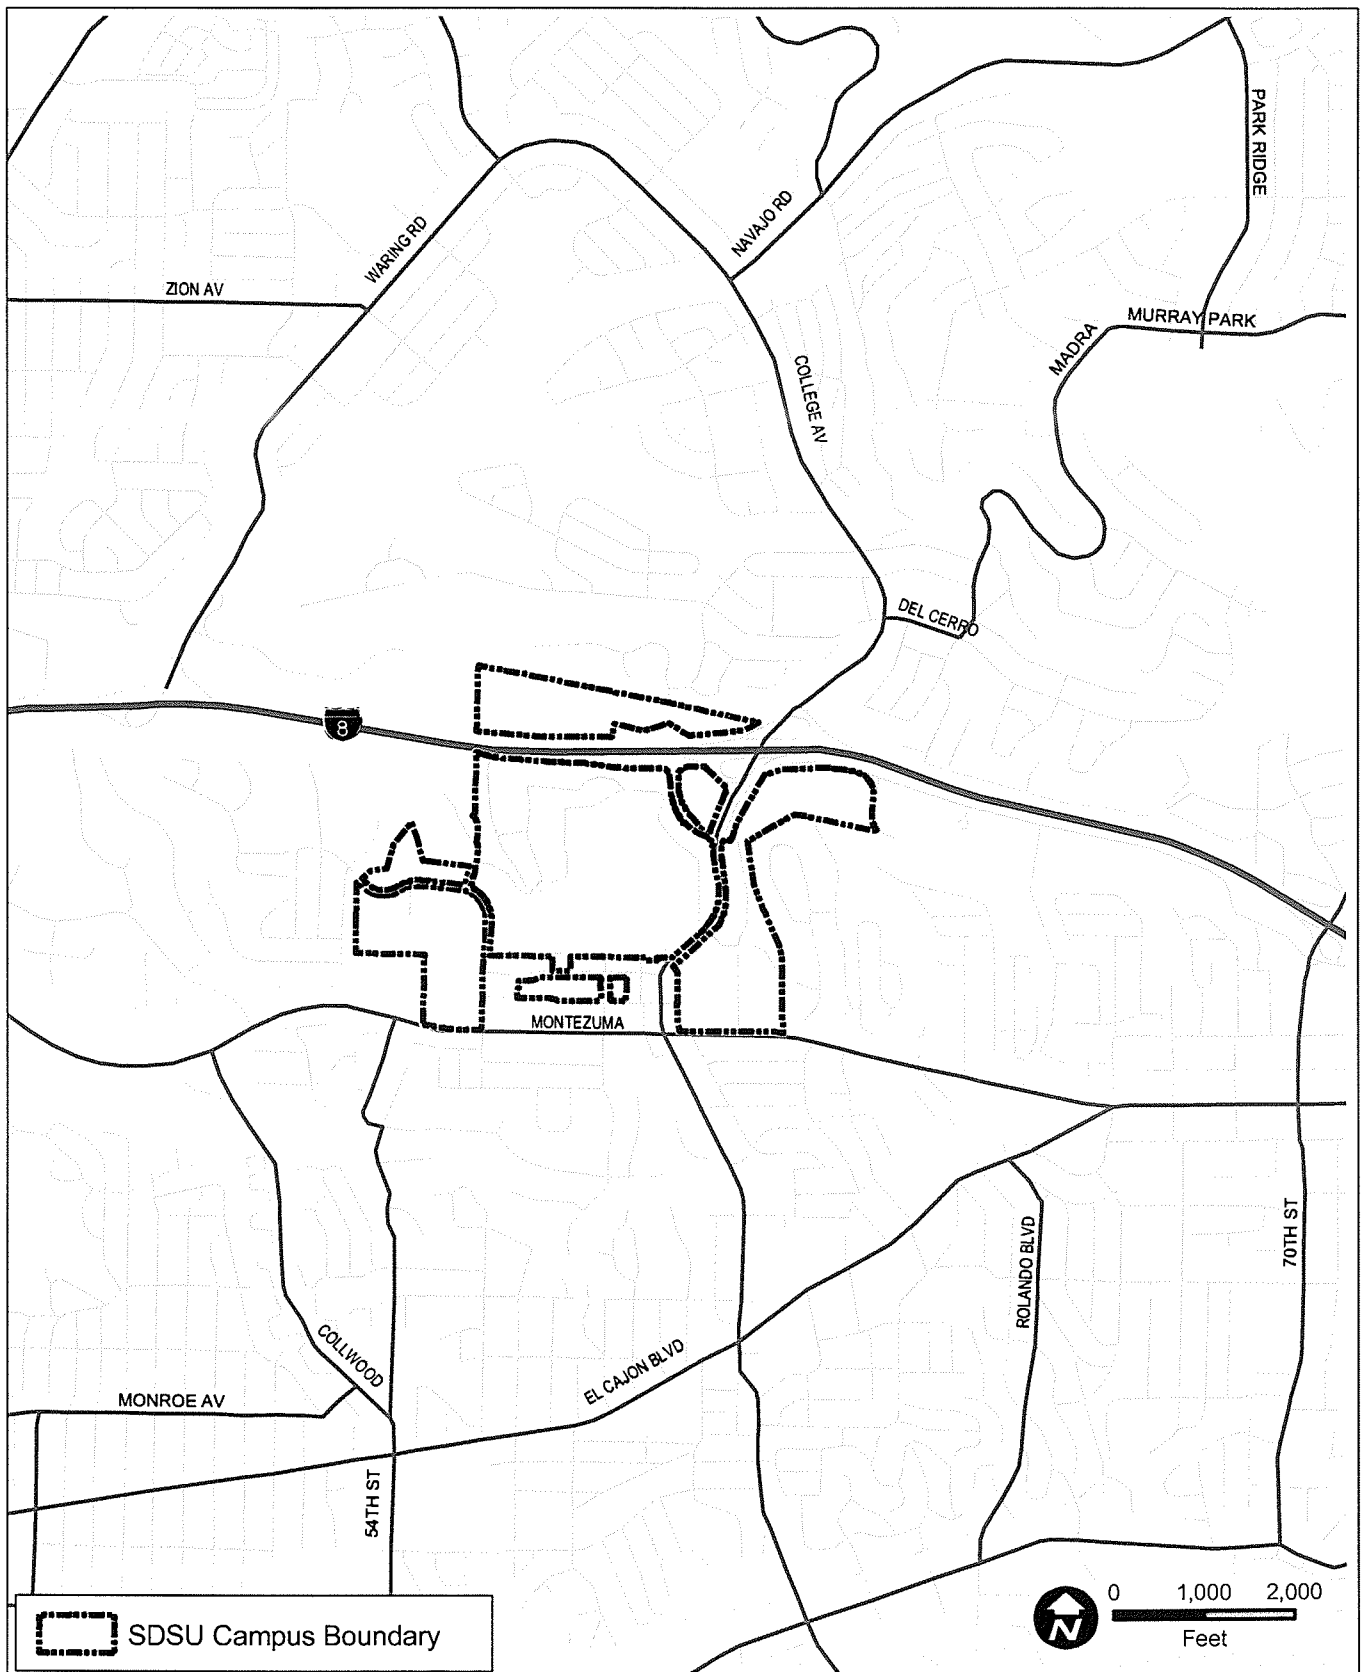 PARK RIDGE
NAVAJO RD
WARING RD
ZION AV
MURRAY PARK
MADRA
COLLEGE AV
DEL CERRO
8
MONTEZUMA
70TH ST
ROLANDO BLVD
COLLWOOD
EL CAJON BLVD
MONROE AV
54TH ST
SDSU Campus Boundary
N
0 1,000 2,000
Feet